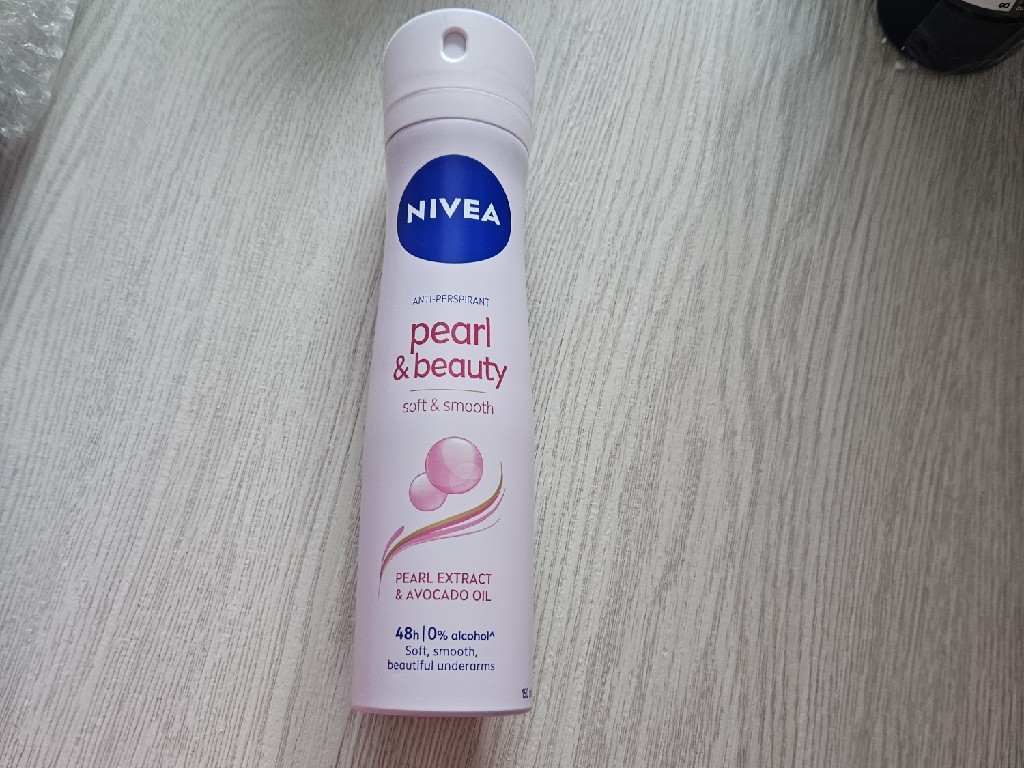 NIVEA
ANTI-PERSPIRANT
pearl
& beauty
soft & smooth
PEARL EXTRACT
& AVOCADO OIL
48h | 0% alcohol^
Soft, smooth,
beautiful underarms